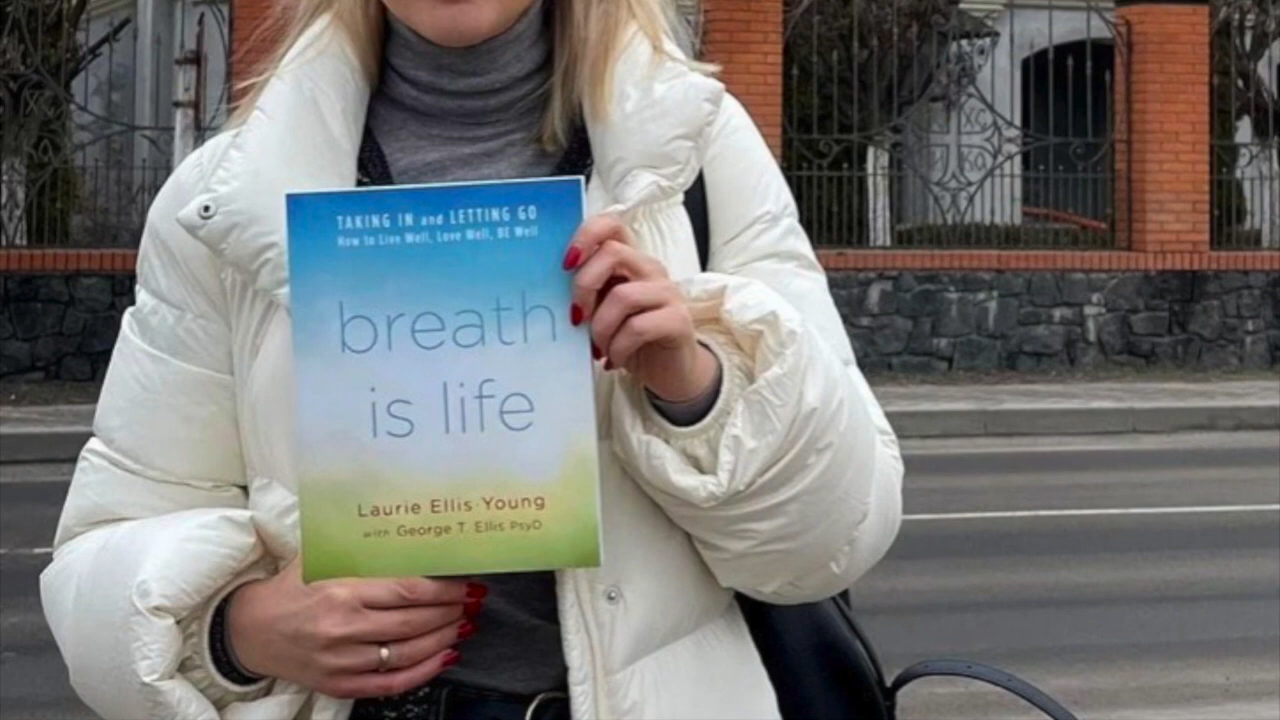 TAKING IN and LETTING GO
How to Live Well, Love Well, BE Well
breath
is life
Laurie Ellis-Young
with George T. Ellis PsyD